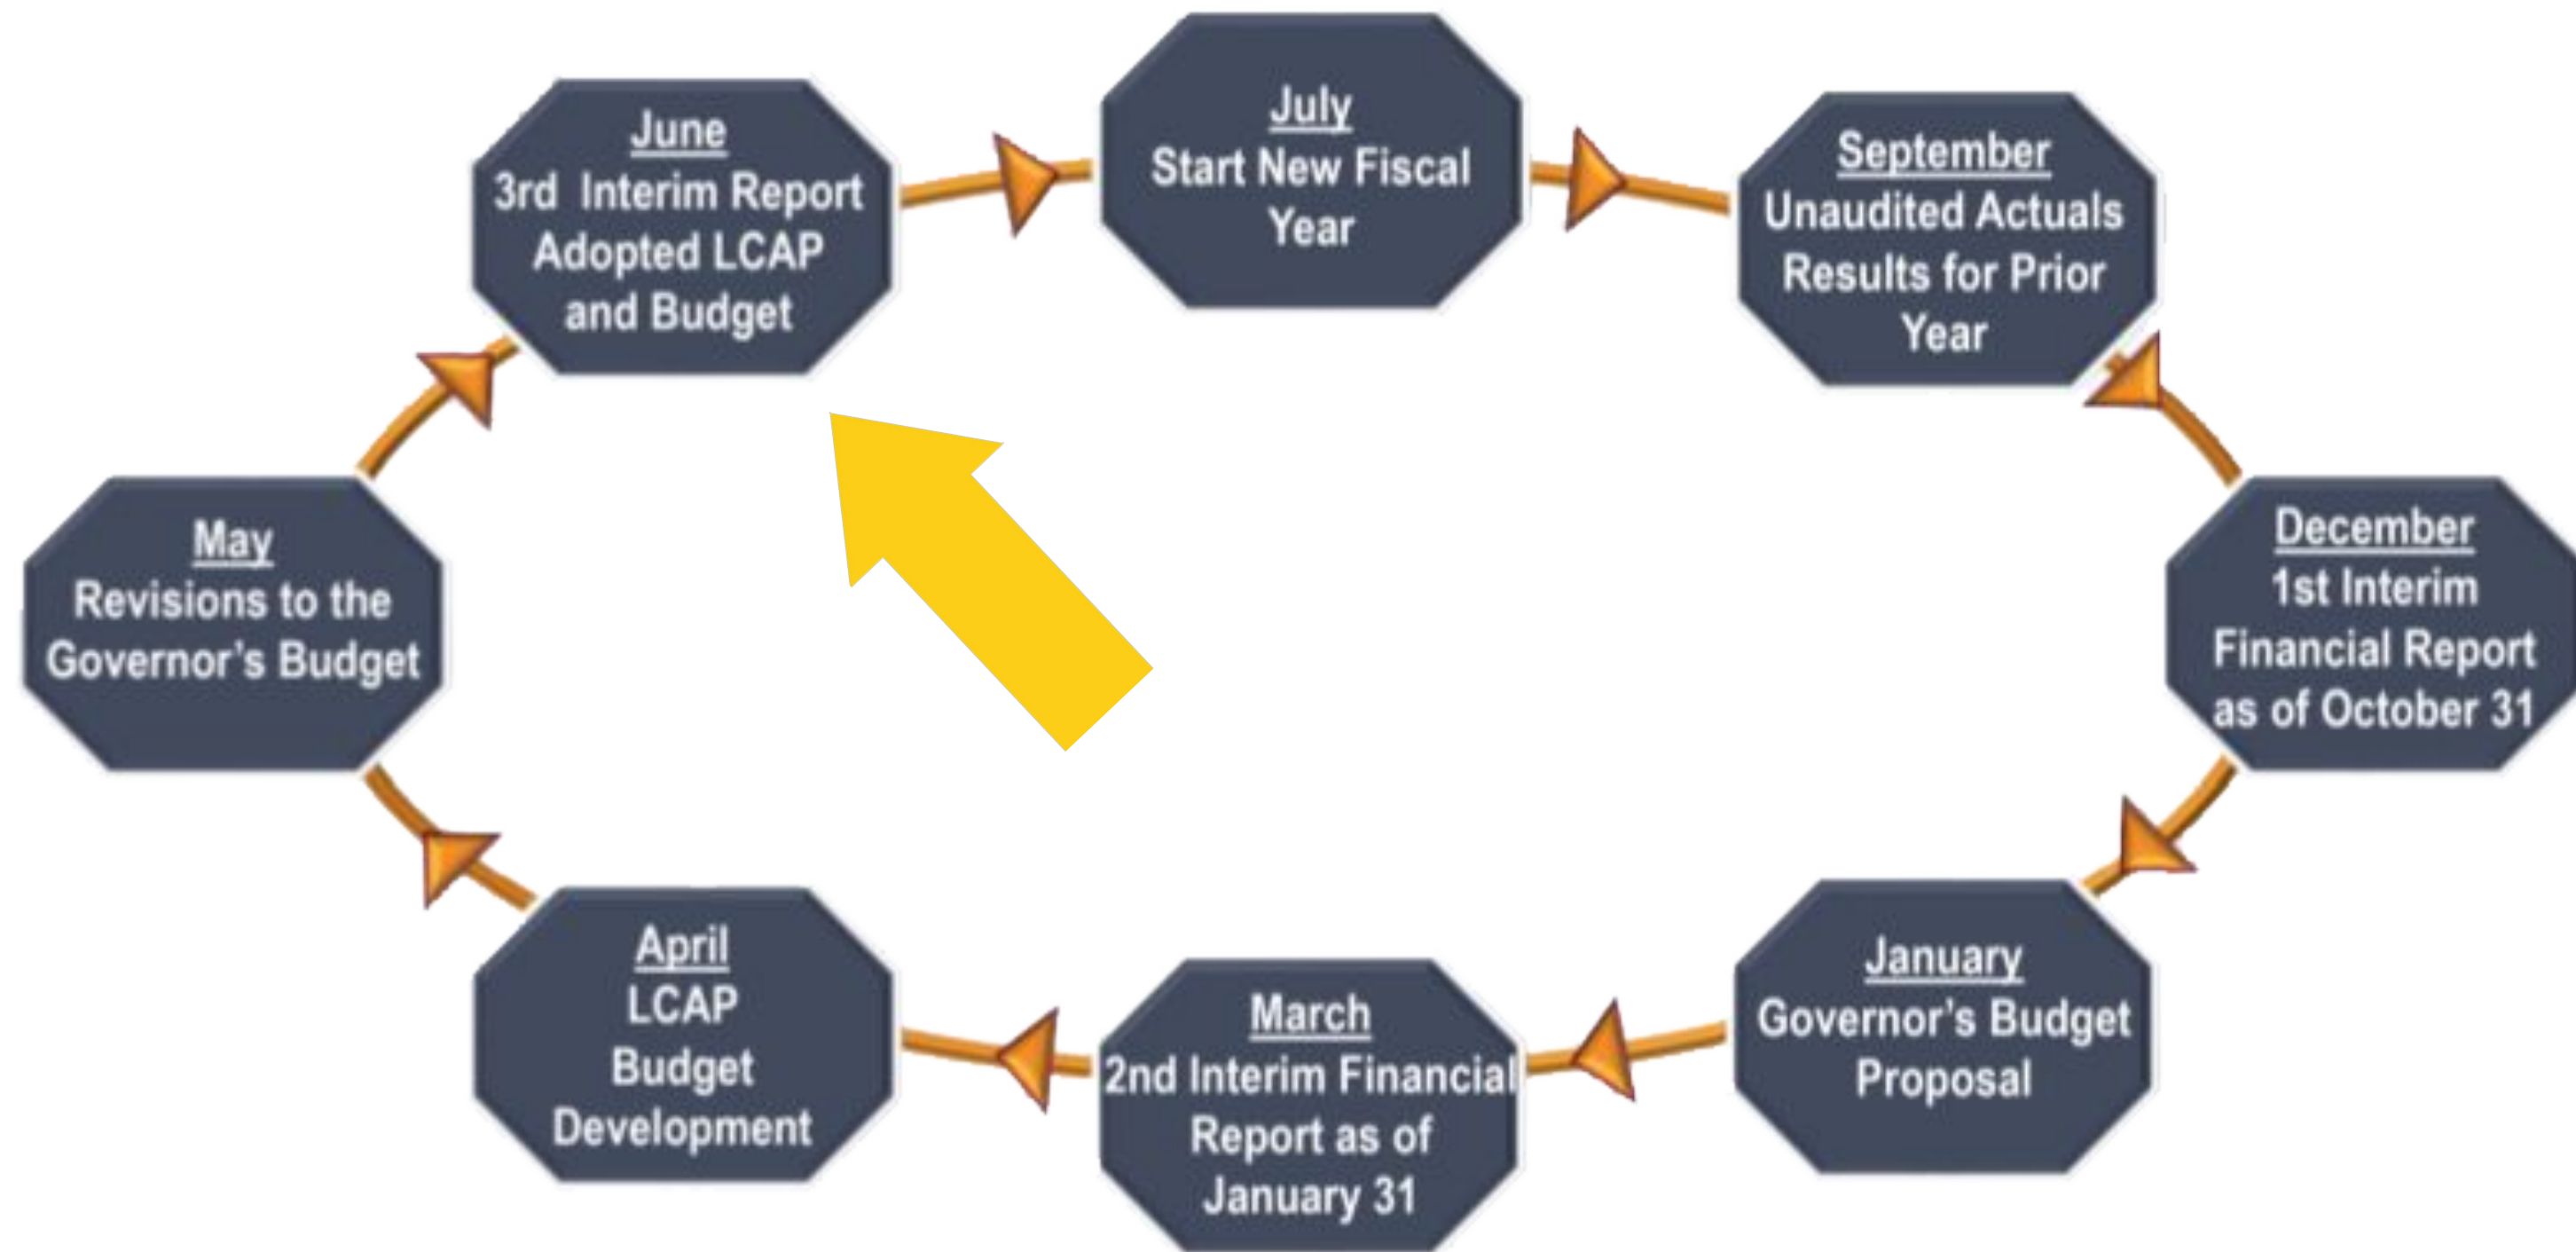 June
3rd Interim Report
Adopted LCAP
and Budget
July
Start New Fiscal
Year
September
Unaudited Actuals
Results for Prior
Year
December
1st Interim
Financial Report
as of October 31
January
Governor's Budget
Proposal
March
2nd Interim Financial
Report as of
January 31
April
LCAP
Budget
Development
May
Revisions to the
Governor's Budget